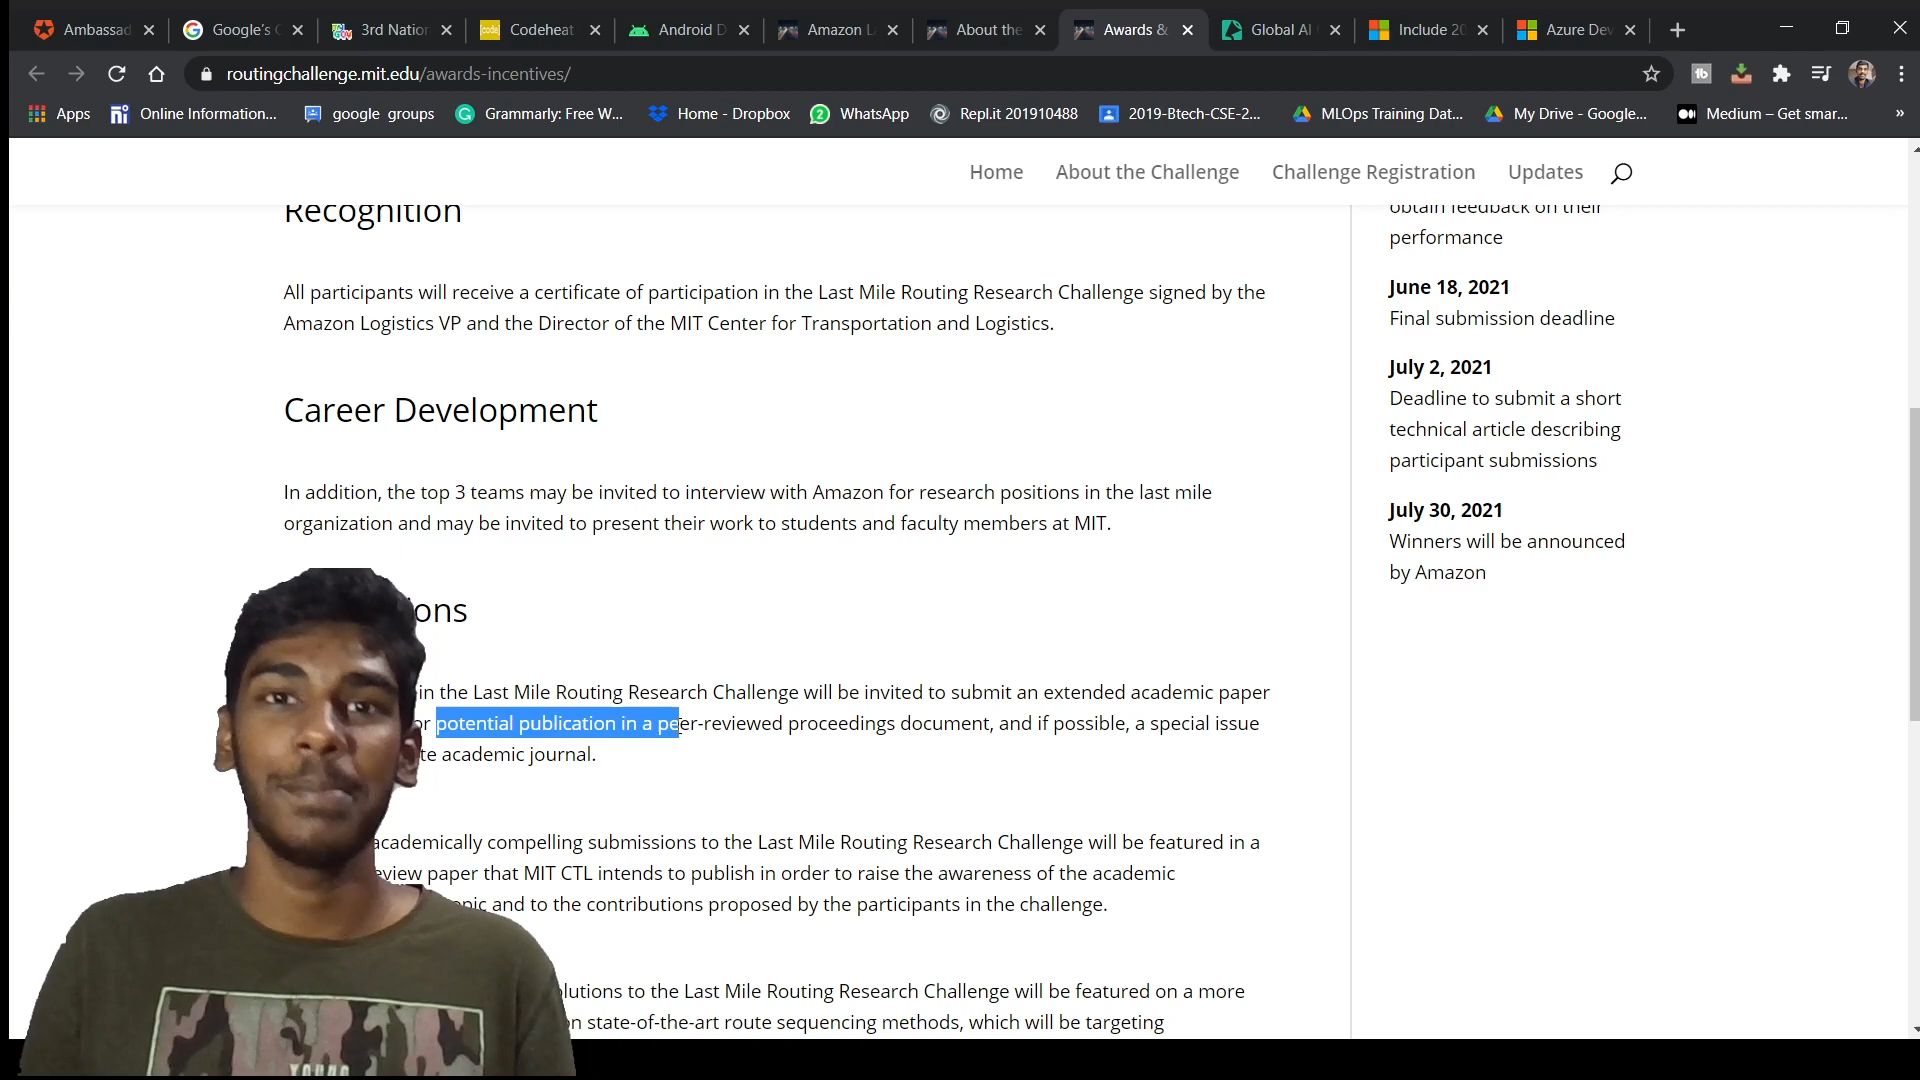 Ambassad
Google's C
3rd Nation
Codeheat
Android D
Amazon La
About the
Awards &
Global AI
Include 20
Azure Dev
routingchallenge.mit.edu/awards-incentives/
Apps
Online Information...
google groups
Grammarly: Free W...
Home - Dropbox
WhatsApp
Repl.it 201910488
2019-Btech-CSE-2...
MLOps Training Dat...
My Drive - Google...
Medium – Get smar...
»
Home
About the Challenge
Challenge Registration
Updates
Recognition
All participants will receive a certificate of participation in the Last Mile Routing Research Challenge signed by the
Amazon Logistics VP and the Director of the MIT Center for Transportation and Logistics.
Career Development
In addition, the top 3 teams may be invited to interview with Amazon for research positions in the last mile
organization and may be invited to present their work to students and faculty members at MIT.
ons
in the Last Mile Routing Research Challenge will be invited to submit an extended academic paper
or potential publication in a peer-reviewed proceedings document, and if possible, a special issue
te academic journal.
academically compelling submissions to the Last Mile Routing Research Challenge will be featured in a
eview paper that MIT CTL intends to publish in order to raise the awareness of the academic
opic and to the contributions proposed by the participants in the challenge.
lutions to the Last Mile Routing Research Challenge will be featured on a more
on state-of-the-art route sequencing methods, which will be targeting
obtain feedback on their
performance
June 18, 2021
Final submission deadline
July 2, 2021
Deadline to submit a short
technical article describing
participant submissions
July 30, 2021
Winners will be announced
by Amazon